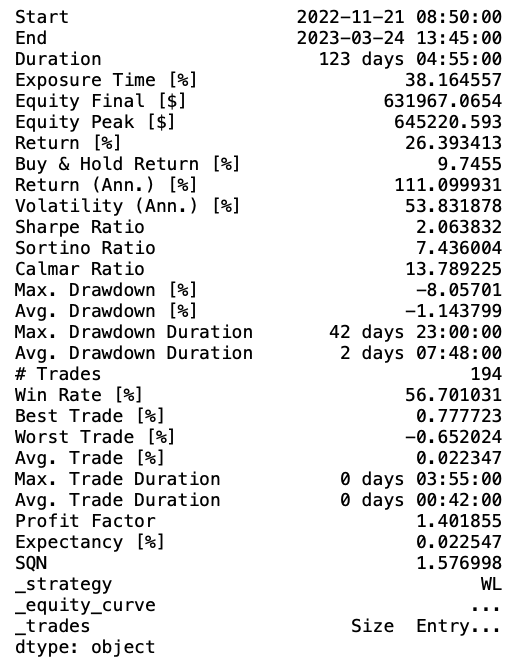 Start 2022-11-21 08:50:00
End 2023-03-24 13:45:00
Duration 123 days 04:55:00
Exposure Time [%] 38.164557
Equity Final [$] 631967.0654
Equity Peak [$] 645220.593
Return [%] 26.393413
Buy & Hold Return [%] 9.7455
Return (Ann.) [%] 111.099931
Volatility (Ann.) [%] 53.831878
Sharpe Ratio 2.063832
Sortino Ratio 7.436004
Calmar Ratio 13.789225
Max. Drawdown [%] -8.05701
Avg. Drawdown [%] -1.143799
Max. Drawdown Duration 42 days 23:00:00
Avg. Drawdown Duration 2 days 07:48:00
# Trades 194
Win Rate [%] 56.701031
Best Trade [%] 0.777723
Worst Trade [%] -0.652024
Avg. Trade [%] 0.022347
Max. Trade Duration 0 days 03:55:00
Avg. Trade Duration 0 days 00:42:00
Profit Factor 1.401855
Expectancy [%] 0.022547
SQN 1.576998
_strategy WL
_equity_curve ...
_trades Size Entry...
dtype: object